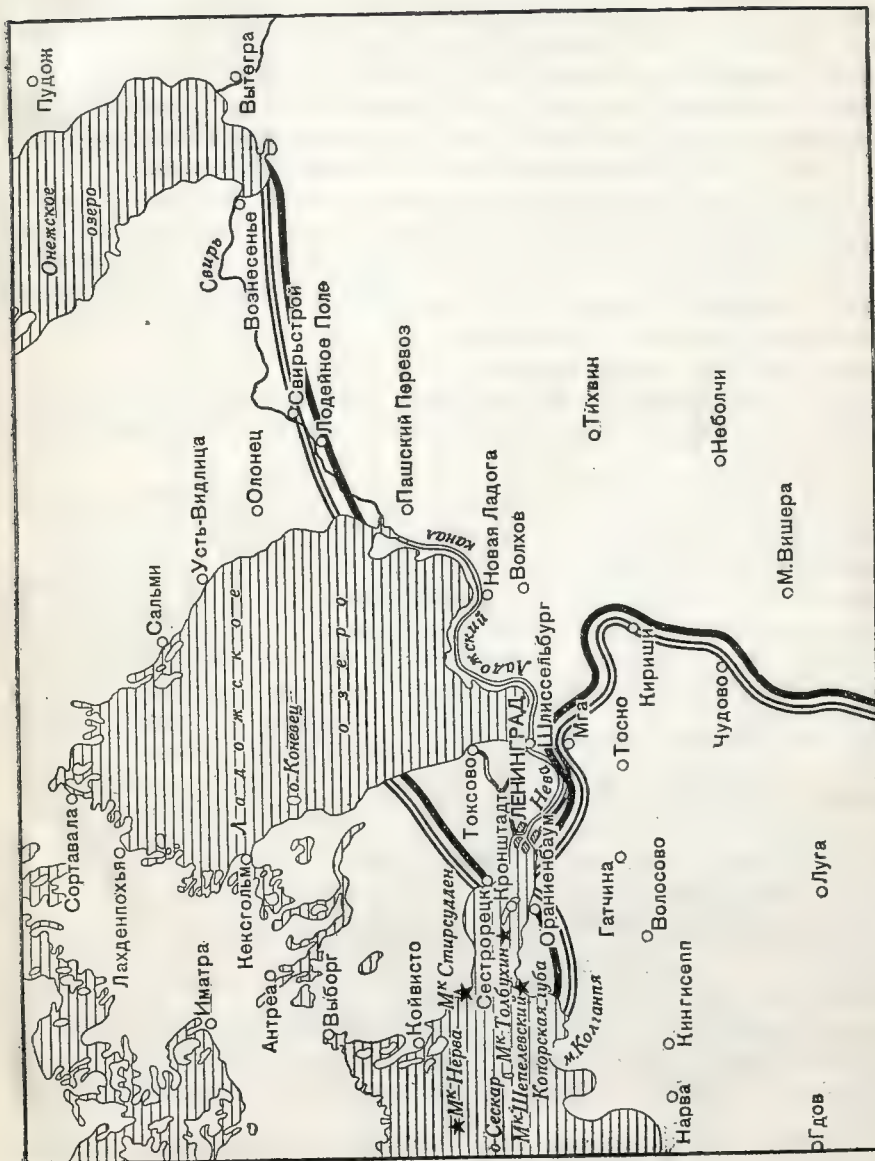 Пудож
Вытегра
Онежское
озеро
Свирь
Вознесенье
Свирьстрой
Лодейное Поле
Олонец
Усть-Видлица
Сальми
Пашский Перевоз
Тихвин
Неболчи
М.Вишера
Новая Ладога
Волхов
Ладожский
канал
Ладожское
озеро
о.Коневец
Сортавала
Лахденпохья
Кексгольм
Имаτра
Антреа
Выборг
Койвисто
Токсово
ЛЕНИНГРАД
Шлиссельбург
Нева
Мга
Тосно
Кириши
Чудово
Кронштадт
Сестрорецк
Ораниенбаум
Мк Стирсудден
Мк Нерва
о Сескар
Мк Толбухин
Мк Шепелевский
Копорская губа
м.Колганпя
Гатчина
Волосово
Кингисепп
Нарва
Гдов
Луга